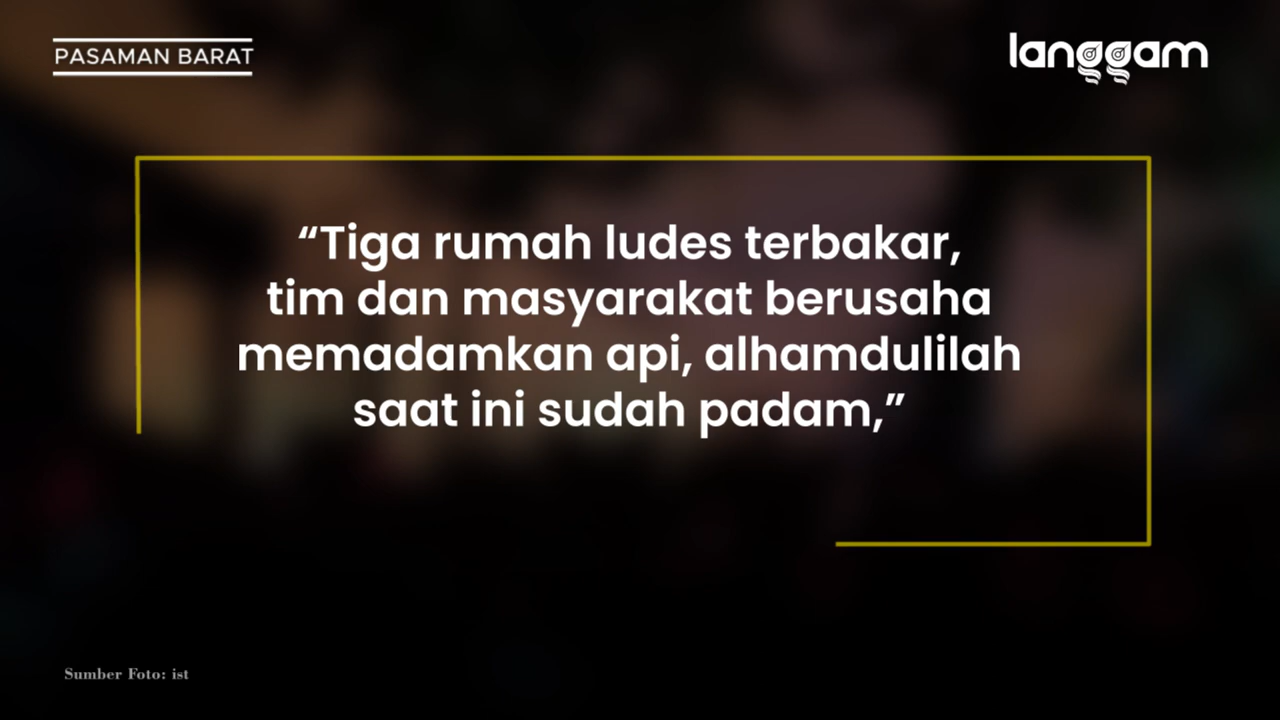 PASAMAN BARAT
langgam
“Tiga rumah ludes terbakar,
tim dan masyarakat berusaha
memadamkan api, alhamdulilah
saat ini sudah padam,”
Sumber Foto: ist